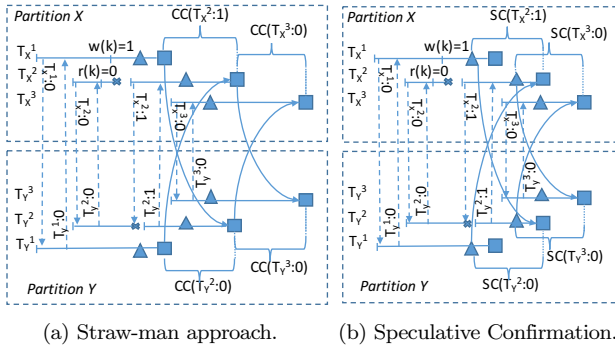 Partition X
CC(T_X^2:1)
CC(T_X^3:0)
T_X^1
w(k)=1
T_X^2
r(k)=0
T_X^3
T_x^1:0
T_x^2:0
T_x^2:1
T_x^3:0
T_y^3:0
T_y^1:0
T_y^2:0
T_y^2:1
T_Y^3
T_Y^2
T_Y^1
CC(T_Y^2:0)
CC(T_Y^3:0)
Partition Y
(a) Straw-man approach.
Partition X
SC(T_X^2:1)
SC(T_X^3:0)
T_X^1
w(k)=1
T_X^2
r(k)=0
T_X^3
T_x^1:0
T_x^2:0
T_x^2:1
T_x^3:0
T_y^3:0
T_y^1:0
T_y^2:0
T_y^2:1
T_Y^3
T_Y^2
T_Y^1
SC(T_Y^2:0)
SC(T_Y^3:0)
Partition Y
(b) Speculative Confirmation.